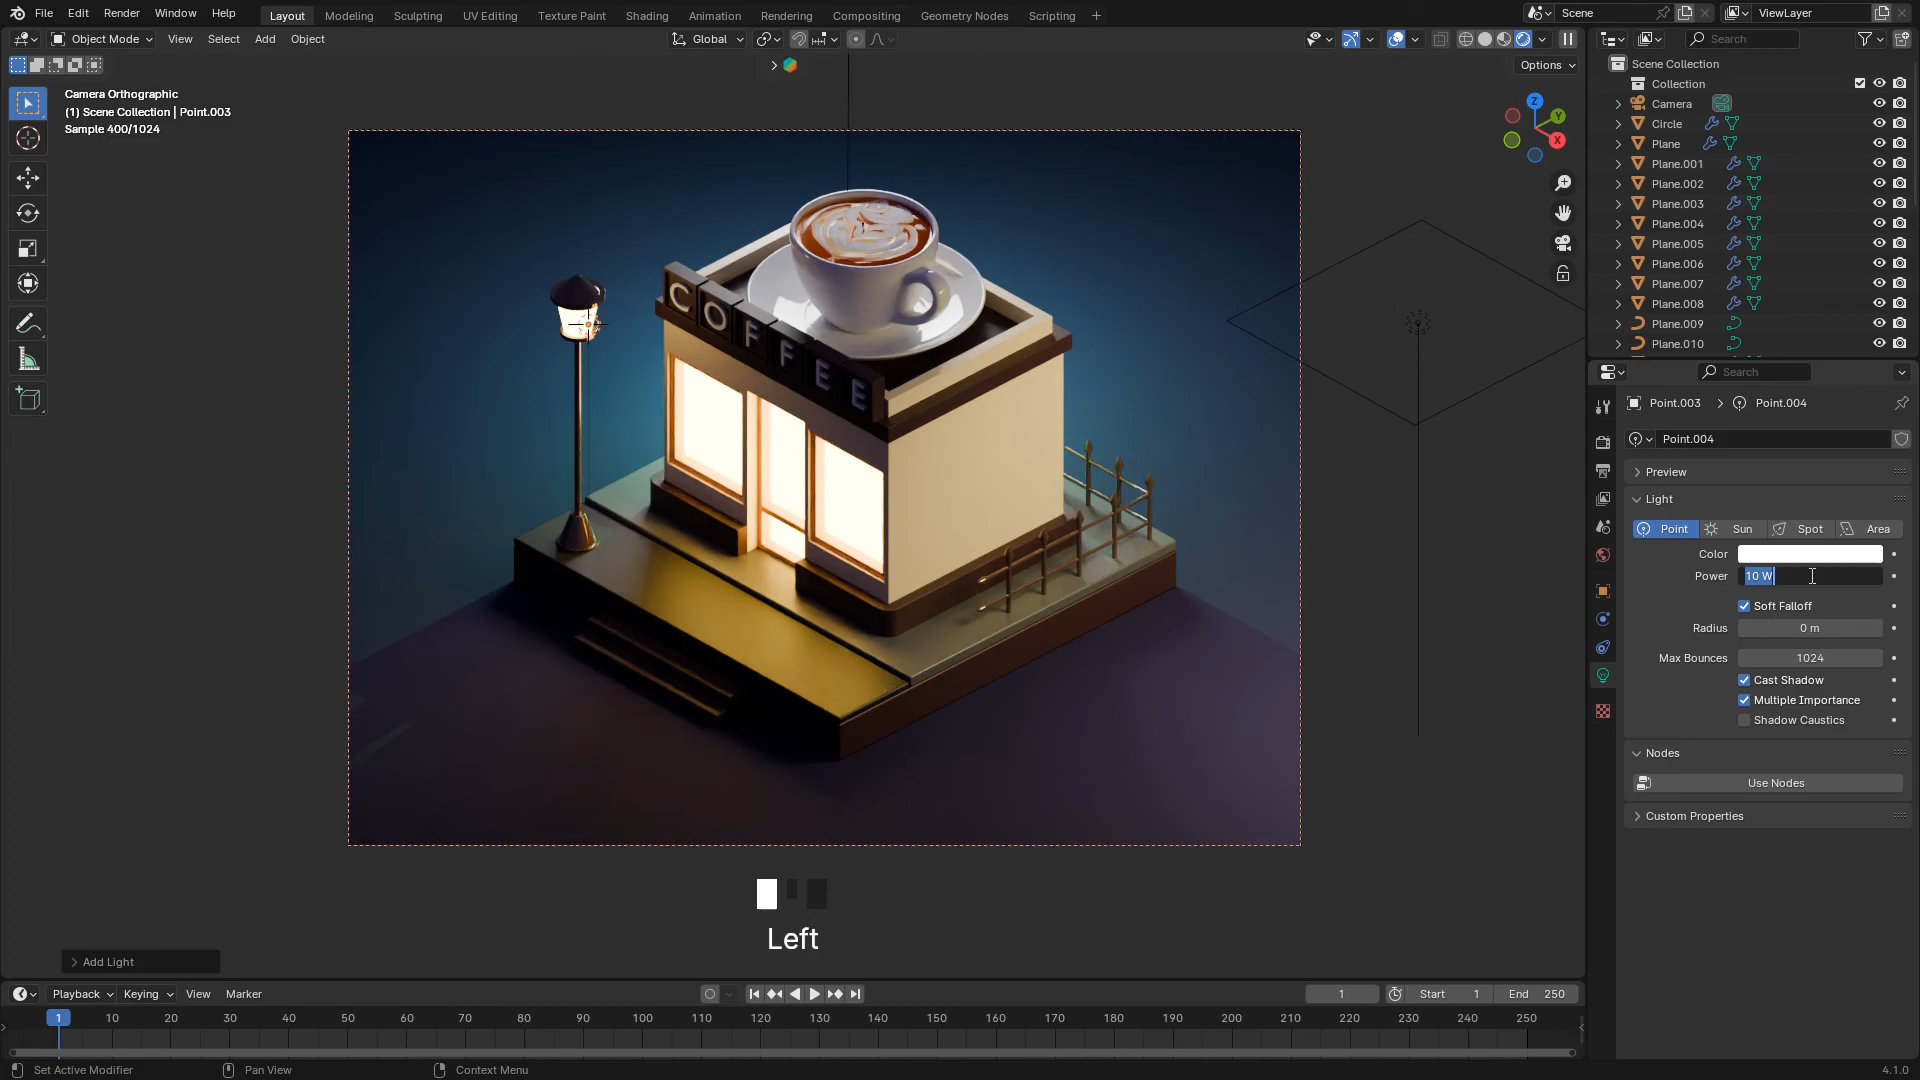 File Edit Render Window Help Layout Modeling Sculpting UV Editing Texture Paint Shading Animation Rendering Compositing Geometry Nodes Scripting + Scene ViewLayer
Object Mode View Select Add Object Global Search
Options
Camera Orthographic
(1) Scene Collection | Point.003
Sample 400/1024
Z
Y
X
Scene Collection
Collection
Camera
Circle
Plane
Plane.001
Plane.002
Plane.003
Plane.004
Plane.005
Plane.006
Plane.007
Plane.008
Plane.009
Plane.010
COFFEE
Search
Point.003 > Point.004
Point.004
Preview
Light
Point Sun Spot Area
Color
Power 10 W
Soft Falloff
Radius 0 m
Max Bounces 1024
Cast Shadow
Multiple Importance
Shadow Caustics
Nodes
Use Nodes
Custom Properties
Left
Add Light
Playback Keying View Marker 1 Start 1 End 250
1 10 20 30 40 50 60 70 80 90 100 110 120 130 140 150 160 170 180 190 200 210 220 230 240 250
Set Active Modifier Pan View Context Menu 4.1.0